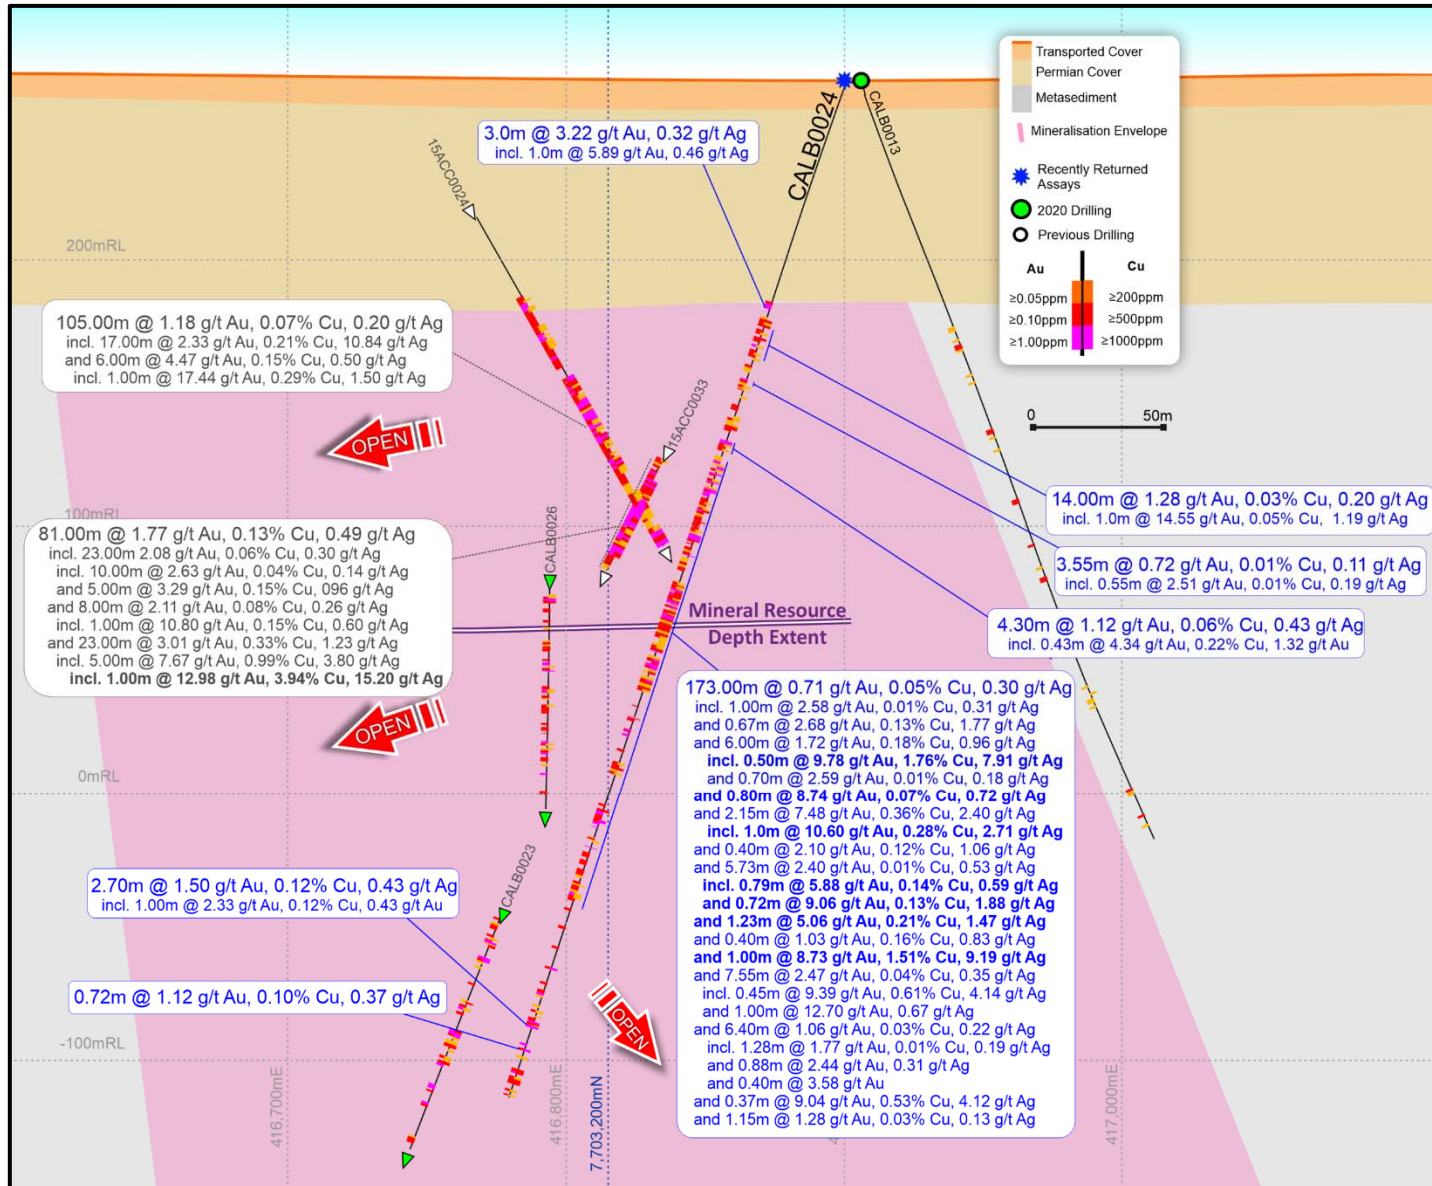 Transported Cover
Permian Cover
Metasediment
Mineralisation Envelope
Recently Returned
Assays
2020 Drilling
Previous Drilling
Au Cu
≥0.05ppm ≥200ppm
≥0.10ppm ≥500ppm
≥1.00ppm ≥1000ppm
0 50m
CALB0024
CALB0013
15ACC0024
3.0m @ 3.22 g/t Au, 0.32 g/t Ag
incl. 1.0m @ 5.89 g/t Au, 0.46 g/t Ag
200mRL
105.00m @ 1.18 g/t Au, 0.07% Cu, 0.20 g/t Ag
incl. 17.00m @ 2.33 g/t Au, 0.21% Cu, 10.84 g/t Ag
and 6.00m @ 4.47 g/t Au, 0.15% Cu, 0.50 g/t Ag
incl. 1.00m @ 17.44 g/t Au, 0.29% Cu, 1.50 g/t Ag
OPEN
15ACC0033
14.00m @ 1.28 g/t Au, 0.03% Cu, 0.20 g/t Ag
incl. 1.0m @ 14.55 g/t Au, 0.05% Cu, 1.19 g/t Ag
100mRL
81.00m @ 1.77 g/t Au, 0.13% Cu, 0.49 g/t Ag
incl. 23.00m 2.08 g/t Au, 0.06% Cu, 0.30 g/t Ag
incl. 10.00m @ 2.63 g/t Au, 0.04% Cu, 0.14 g/t Ag
and 5.00m @ 3.29 g/t Au, 0.15% Cu, 096 g/t Ag
and 8.00m @ 2.11 g/t Au, 0.08% Cu, 0.26 g/t Ag
incl. 1.00m @ 10.80 g/t Au, 0.15% Cu, 0.60 g/t Ag
and 23.00m @ 3.01 g/t Au, 0.33% Cu, 1.23 g/t Ag
incl. 5.00m @ 7.67 g/t Au, 0.99% Cu, 3.80 g/t Ag
incl. 1.00m @ 12.98 g/t Au, 3.94% Cu, 15.20 g/t Ag
CALB0026
3.55m @ 0.72 g/t Au, 0.01% Cu, 0.11 g/t Ag
incl. 0.55m @ 2.51 g/t Au, 0.01% Cu, 0.19 g/t Ag
4.30m @ 1.12 g/t Au, 0.06% Cu, 0.43 g/t Ag
incl. 0.43m @ 4.34 g/t Au, 0.22% Cu, 1.32 g/t Au
Mineral Resource
Depth Extent
OPEN
0mRL
173.00m @ 0.71 g/t Au, 0.05% Cu, 0.30 g/t Ag
incl. 1.00m @ 2.58 g/t Au, 0.01% Cu, 0.31 g/t Ag
and 0.67m @ 2.68 g/t Au, 0.13% Cu, 1.77 g/t Ag
and 6.00m @ 1.72 g/t Au, 0.18% Cu, 0.96 g/t Ag
incl. 0.50m @ 9.78 g/t Au, 1.76% Cu, 7.91 g/t Ag
and 0.70m @ 2.59 g/t Au, 0.01% Cu, 0.18 g/t Ag
and 0.80m @ 8.74 g/t Au, 0.07% Cu, 0.72 g/t Ag
and 2.15m @ 7.48 g/t Au, 0.36% Cu, 2.40 g/t Ag
incl. 1.0m @ 10.60 g/t Au, 0.28% Cu, 2.71 g/t Ag
and 0.40m @ 2.10 g/t Au, 0.12% Cu, 1.06 g/t Ag
and 5.73m @ 2.40 g/t Au, 0.01% Cu, 0.53 g/t Ag
incl. 0.79m @ 5.88 g/t Au, 0.14% Cu, 0.59 g/t Ag
and 0.72m @ 9.06 g/t Au, 0.13% Cu, 1.88 g/t Ag
and 1.23m @ 5.06 g/t Au, 0.21% Cu, 1.47 g/t Ag
and 0.40m @ 1.03 g/t Au, 0.16% Cu, 0.83 g/t Ag
and 1.00m @ 8.73 g/t Au, 1.51% Cu, 9.19 g/t Ag
and 7.55m @ 2.47 g/t Au, 0.04% Cu, 0.35 g/t Ag
incl. 0.45m @ 9.39 g/t Au, 0.61% Cu, 4.14 g/t Ag
and 1.00m @ 12.70 g/t Au, 0.67 g/t Ag
and 6.40m @ 1.06 g/t Au, 0.03% Cu, 0.22 g/t Ag
incl. 1.28m @ 1.77 g/t Au, 0.01% Cu, 0.19 g/t Ag
and 0.88m @ 2.44 g/t Au, 0.31 g/t Ag
and 0.40m @ 3.58 g/t Au
and 0.37m @ 9.04 g/t Au, 0.53% Cu, 4.12 g/t Ag
and 1.15m @ 1.28 g/t Au, 0.03% Cu, 0.13 g/t Ag
CALB0023
2.70m @ 1.50 g/t Au, 0.12% Cu, 0.43 g/t Ag
incl. 1.00m @ 2.33 g/t Au, 0.12% Cu, 0.43 g/t Au
0.72m @ 1.12 g/t Au, 0.10% Cu, 0.37 g/t Ag
OPEN
-100mRL
416,700mE
416,800mE
7,703,200mN
417,000mE